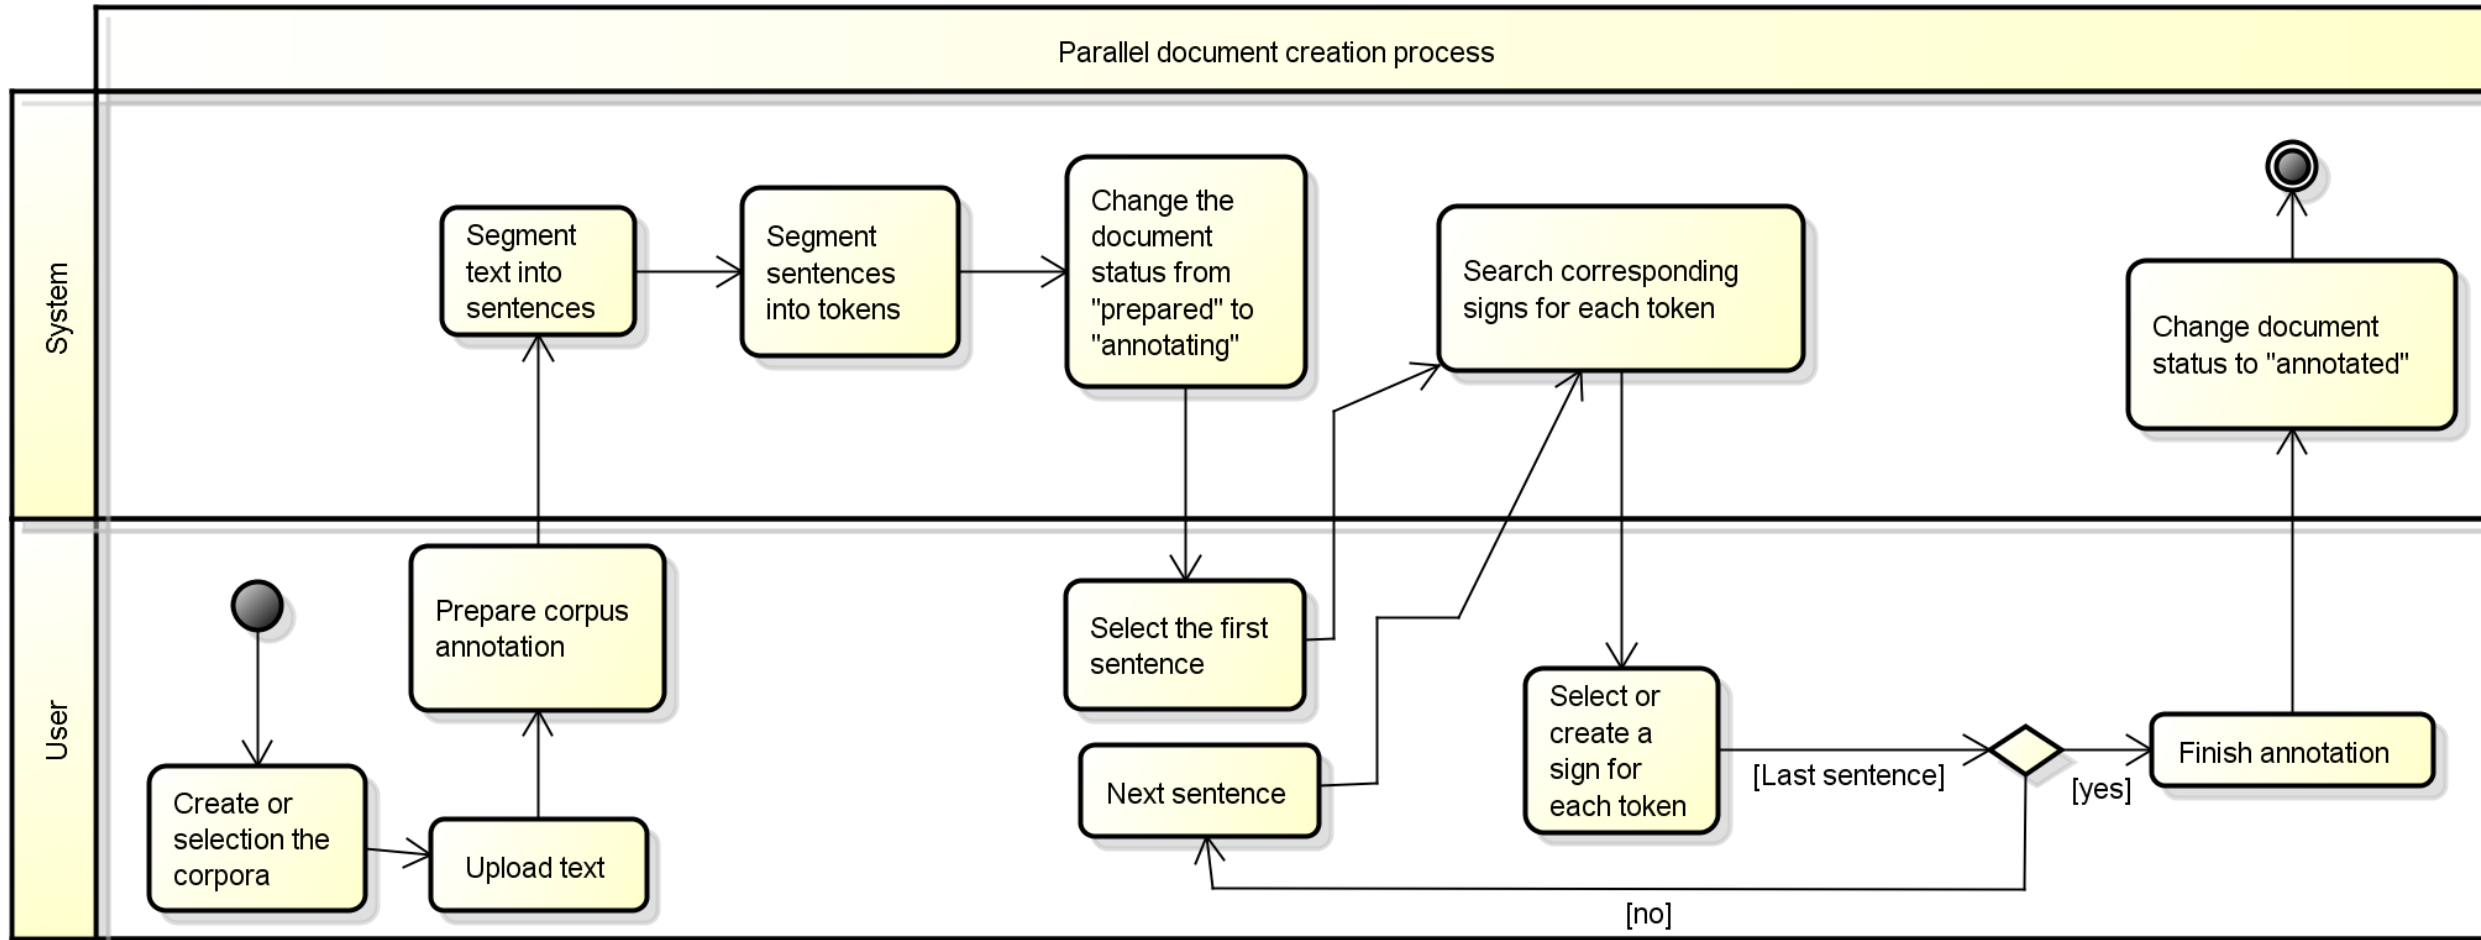 Parallel document creation process
System
Segment
text into
sentences
Segment
sentences
into tokens
Change the
document
status from
"prepared" to
"annotating"
Search corresponding
signs for each token
Change document
status to "annotated"
User
Create or
selection the
corpora
Upload text
Prepare corpus
annotation
Select the first
sentence
Next sentence
Select or
create a
sign for
each token
[Last sentence]
[yes]
Finish annotation
[no]